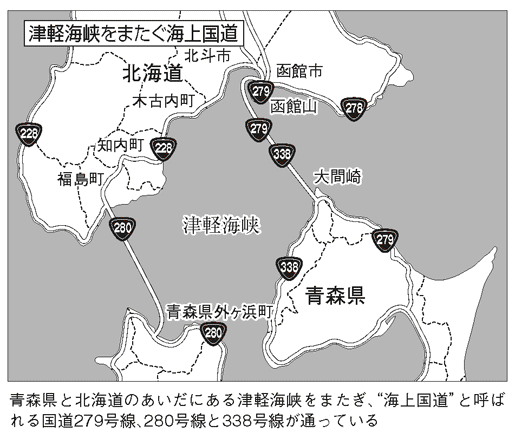 津軽海峡をまたぐ海上国道
北斗市
北海道
函館市
279
木古内町
函館山
278
279
228
知内町
228
338
福島町
大間崎
280
津軽海峡
279
338
青森県
青森県外ヶ浜町
280
青森県と北海道のあいだにある津軽海峡をまたぎ、“海上国道”と呼ば
れる国道279号線、280号線と338号線が通っている